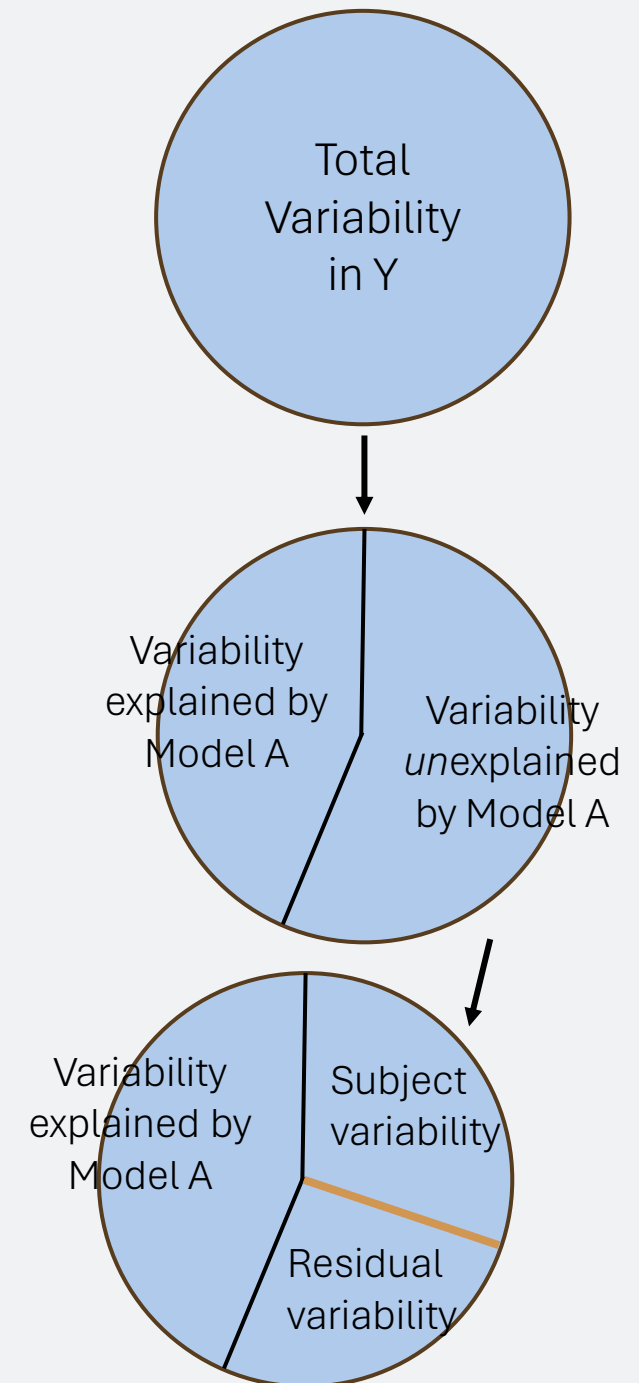 Total
Variability
in Y
Variability
explained by
Model A
Variability
unexplained
by Model A
Variability
explained by
Model A
Subject
variability
Residual
variability